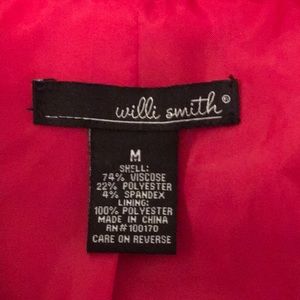 willi smith®
M
SHELL:
74% VISCOSE
22% POLYESTER
4% SPANDEX
LINING:
100% POLYESTER
MADE IN CHINA
RN#100170
CARE ON REVERSE